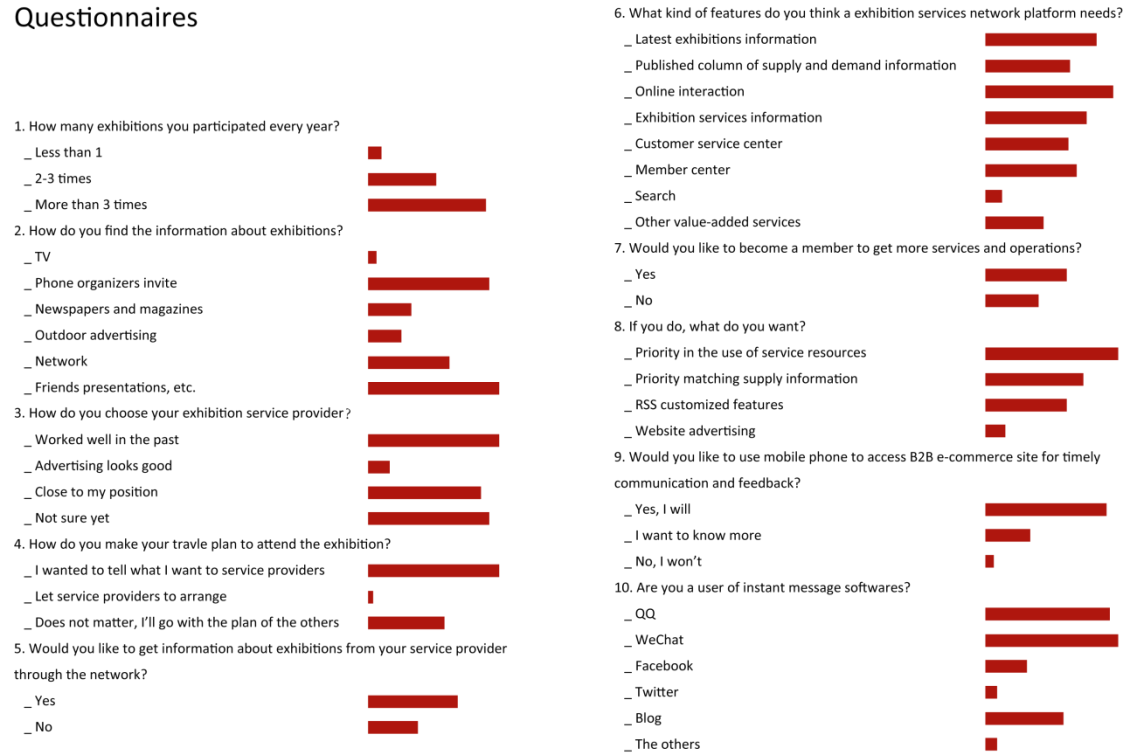 Questionnaires
1. How many exhibitions you participated every year?
_ Less than 1
_ 2-3 times
_ More than 3 times
2. How do you find the information about exhibitions?
_ TV
_ Phone organizers invite
_ Newspapers and magazines
_ Outdoor advertising
_ Network
_ Friends presentations, etc.
3. How do you choose your exhibition service provider?
_ Worked well in the past
_ Advertising looks good
_ Close to my position
_ Not sure yet
4. How do you make your travle plan to attend the exhibition?
_ I wanted to tell what I want to service providers
_ Let service providers to arrange
_ Does not matter, I’ll go with the plan of the others
5. Would you like to get information about exhibitions from your service provider
through the network?
_ Yes
_ No
6. What kind of features do you think a exhibition services network platform needs?
_ Latest exhibitions information
_ Published column of supply and demand information
_ Online interaction
_ Exhibition services information
_ Customer service center
_ Member center
_ Search
_ Other value-added services
7. Would you like to become a member to get more services and operations?
_ Yes
_ No
8. If you do, what do you want?
_ Priority in the use of service resources
_ Priority matching supply information
_ RSS customized features
_ Website advertising
9. Would you like to use mobile phone to access B2B e-commerce site for timely
communication and feedback?
_ Yes, I will
_ I want to know more
_ No, I won’t
10. Are you a user of instant message softwares?
_ QQ
_ WeChat
_ Facebook
_ Twitter
_ Blog
_ The others